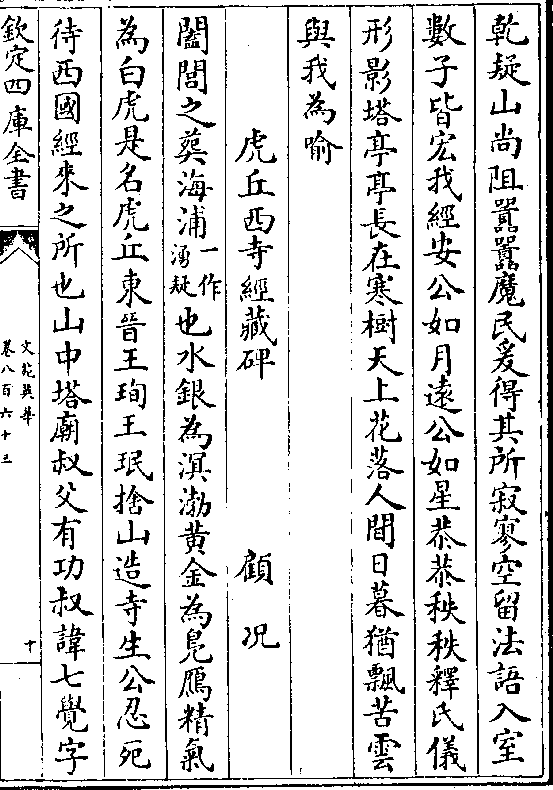 乾疑山尚阻嚚嚚魔民爰得其所寂寥空留法語入室
數子皆宏我經安公如月遠公如星恭恭秩秩釋氏儀
形影塔亭亭長在寒樹天上花落人間日暮猶飄苦雲
與我為喻
虎丘西寺經藏碑 顧况
闔閭之葬海浦一作湧疑也水銀為溟渤黄金為鳬鴈精氣
為白虎是名虎丘東晉王珣王珉捨山造寺生公忍死
待西國經來之所也山中塔廟叔父有功叔諱七覺字
欽定四庫全書
文苑英華
卷八百六十三
十